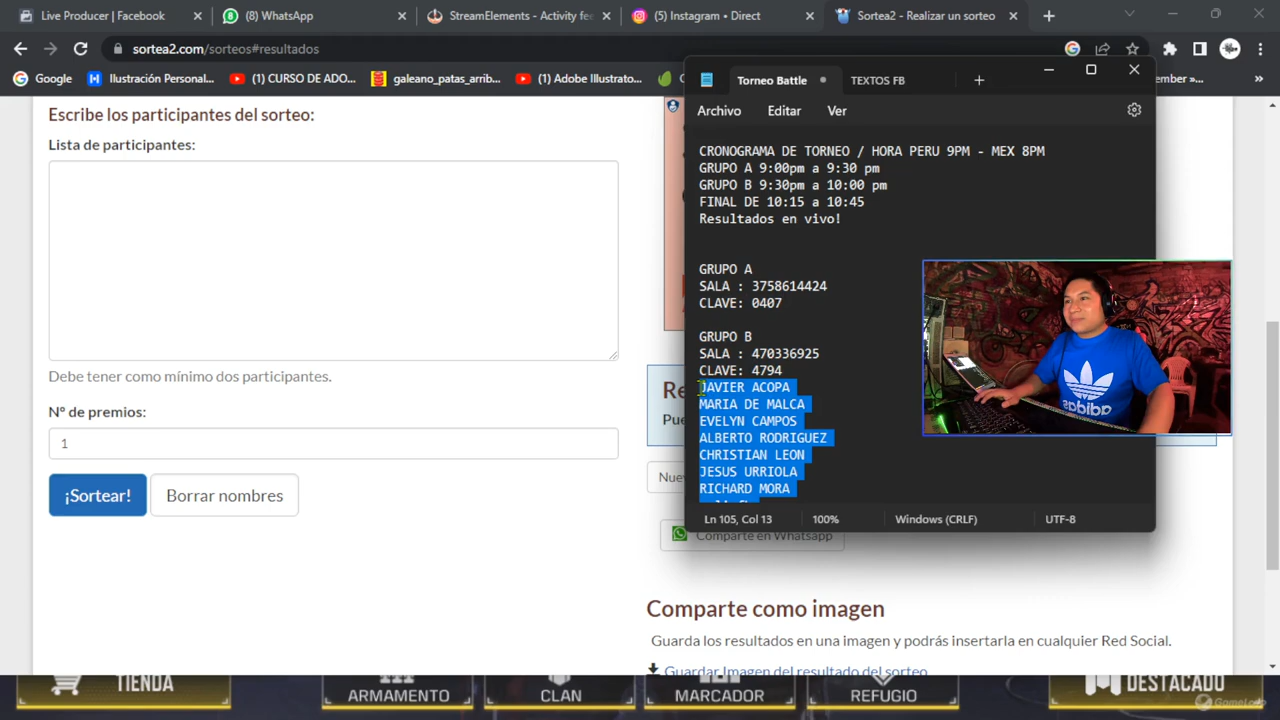 Live Producer | Facebook
(8) WhatsApp
StreamElements - Activity fee
(5) Instagram • Direct
Sortea2 - Realizar un sorteo
sortea2.com/sorteos#resultados
Google
Ilustración Personal...
(1) CURSO DE ADO...
galeano_patas_arrib...
(1) Adobe Illustrato...
ember »...
Torneo Battle
TEXTOS FB
Archivo
Editar
Ver
Escribe los participantes del sorteo:
Lista de participantes:
Debe tener como mínimo dos participantes.
Nº de premios:
1
¡Sortear!
Borrar nombres
CRONOGRAMA DE TORNEO / HORA PERU 9PM - MEX 8PM
GRUPO A 9:00pm a 9:30 pm
GRUPO B 9:30pm a 10:00 pm
FINAL DE 10:15 a 10:45
Resultados en vivo!
GRUPO A
SALA : 3758614424
CLAVE: 0407
GRUPO B
SALA : 470336925
CLAVE: 4794
JAVIER ACOPA
MARIA DE MALCA
EVELYN CAMPOS
ALBERTO RODRIGUEZ
CHRISTIAN LEON
JESUS URRIOLA
RICHARD MORA
Ln 105, Col 13
100%
Windows (CRLF)
UTF-8
adidas
Re
Pue
Nue
Comparte en Whatsapp
Comparte como imagen
Guarda los resultados en una imagen y podrás insertarla en cualquier Red Social.
Guardar Imagen del resultado del sorteo
TIENDA
ARMAMENTO
CLAN
MARCADOR
REFUGIO
DESTACADO
GameLoop